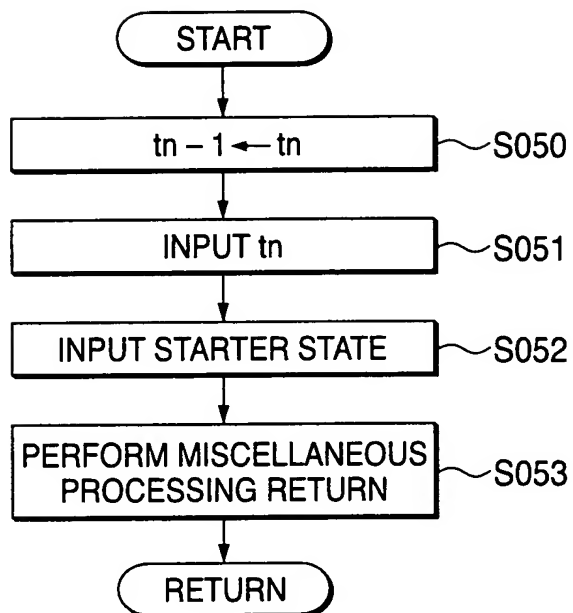 START
tn – 1 ← tn
S050
INPUT tn
S051
INPUT STARTER STATE
S052
PERFORM MISCELLANEOUS
PROCESSING RETURN
S053
RETURN